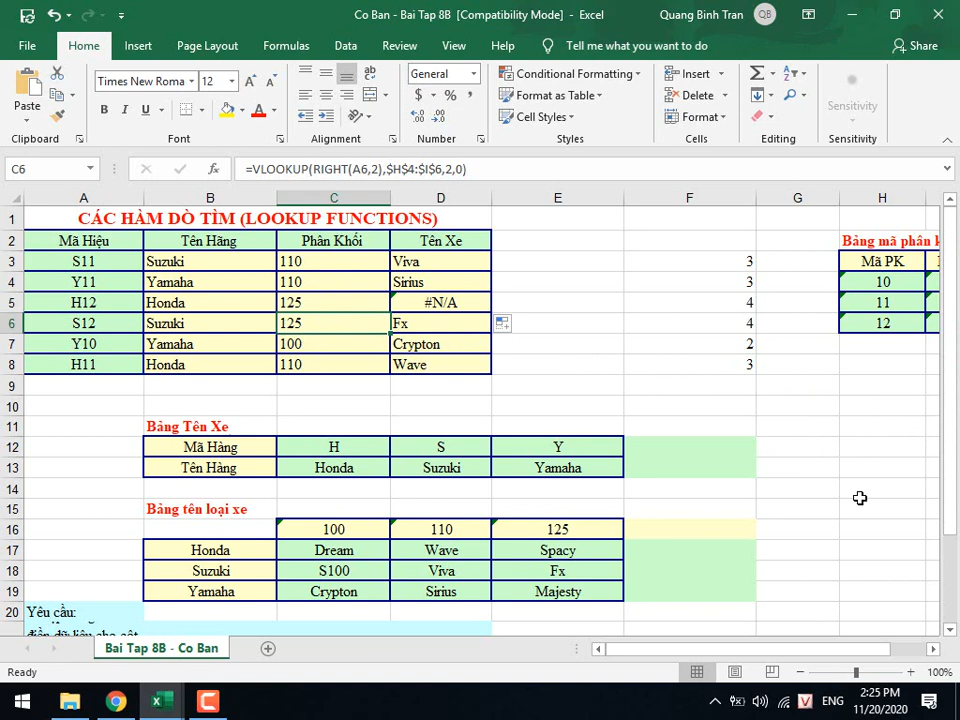 Co Ban - Bai Tap 8B [Compatibility Mode] - Excel
Quang Binh Tran QB
File Home Insert Page Layout Formulas Data Review View Help Tell me what you want to do Share
Paste
Times New Roma 12
General
Conditional Formatting
Format as Table
Cell Styles
Insert
Delete
Format
Sensitivity
Clipboard Font Alignment Number Styles Cells Editing Sensitivity
C6 =VLOOKUP(RIGHT(A6,2),$H$4:$I$6,2,0)
A B C D E F G H
1 CÁC HÀM DÒ TÌM (LOOKUP FUNCTIONS)
2 Mã Hiệu Tên Hãng Phân Khối Tên Xe Bảng mã phân k
3 S11 Suzuki 110 Viva 3 Mã PK
4 Y11 Yamaha 110 Sirius 3 10
5 H12 Honda 125 #N/A 4 11
6 S12 Suzuki 125 Fx 4 12
7 Y10 Yamaha 100 Crypton 2
8 H11 Honda 110 Wave 3
9
10
11 Bảng Tên Xe
12 Mã Hàng H S Y
13 Tên Hàng Honda Suzuki Yamaha
14
15 Bảng tên loại xe
16 100 110 125
17 Honda Dream Wave Spacy
18 Suzuki S100 Viva Fx
19 Yamaha Crypton Sirius Majesty
20 Yêu cầu:
điền dữ liệu cho cột
Bai Tap 8B - Co Ban
Ready 100%
ENG 2:25 PM
11/20/2020